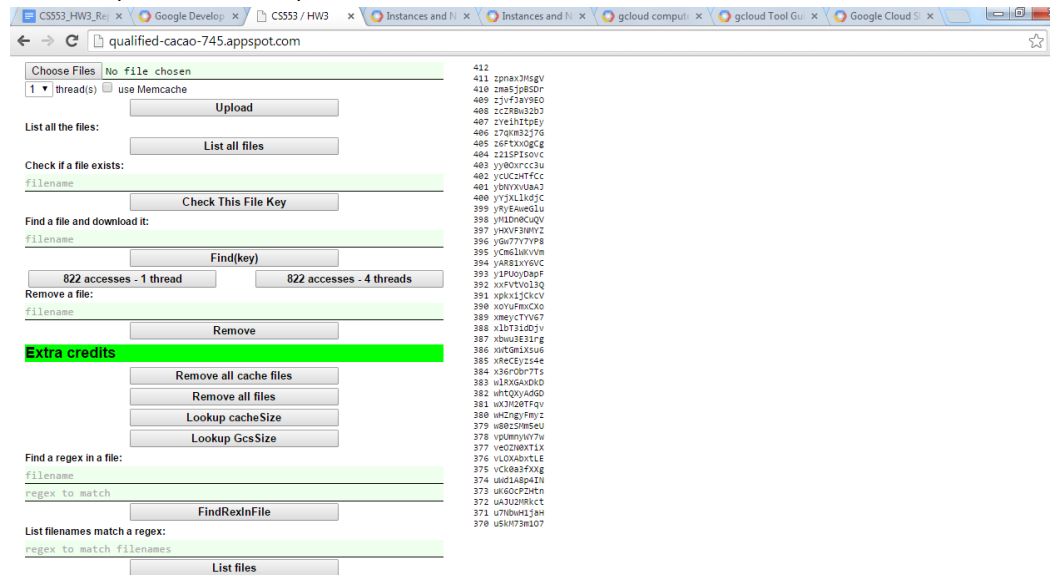 CS553_HW3_Re
Google Develop
CS553 / HW3
Instances and N
Instances and N
gcloud compute
gcloud Tool Gu
Google Cloud S
qualified-cacao-745.appspot.com
Choose Files No file chosen
1 thread(s) use Memcache
Upload
List all the files:
List all files
Check if a file exists:
filename
Check This File Key
Find a file and download it:
filename
Find(key)
822 accesses - 1 thread
822 accesses - 4 threads
Remove a file:
filename
Remove
Extra credits
Remove all cache files
Remove all files
Lookup cacheSize
Lookup GcsSize
Find a regex in a file:
filename
regex to match
FindRexInFile
List filenames match a regex:
regex to match filenames
List files
412
411 zpnaxJMsgV
410 zma5jpBSDr
409 zjvfJaY9EO
408 zcZRBw32bJ
407 zYeihItpEy
406 z7qKm32j7G
405 z6FtXxOgCg
404 z21SPIsovc
403 yy0Oxrcc3u
402 ycUCzHTfCc
401 ybNYXvUaAJ
400 yYjXLlkdjC
399 yRyEAweGlu
398 yM1Dn0CuQV
397 yHXVF3NMYZ
396 yGw77Y7YP8
395 yCm6lWKvVm
394 yAR81xY6VC
393 y1PUoyDapF
392 xxFVtVol3Q
391 xpkxijCkcV
390 xoYuFmxCXo
389 xmeycTYV67
388 xlbT3idDjv
387 xbwu3E31rg
386 xWtGmiXsu6
385 xReCEyzs4e
384 x36rObr7Ts
383 wlRXGAxDkD
382 whtQXyAdGD
381 wXJM20TFqv
380 wHZngyFmyz
379 w80zSMm5eU
378 vpUmnyWY7w
377 veOZN0XTiX
376 vLOXAbxtLE
375 vCk0a3fXXg
374 uWd1A8p4IN
373 uK6OcPZHtn
372 uAJU2MRkct
371 u7NbwH1jaH
370 u5kM73m1O7